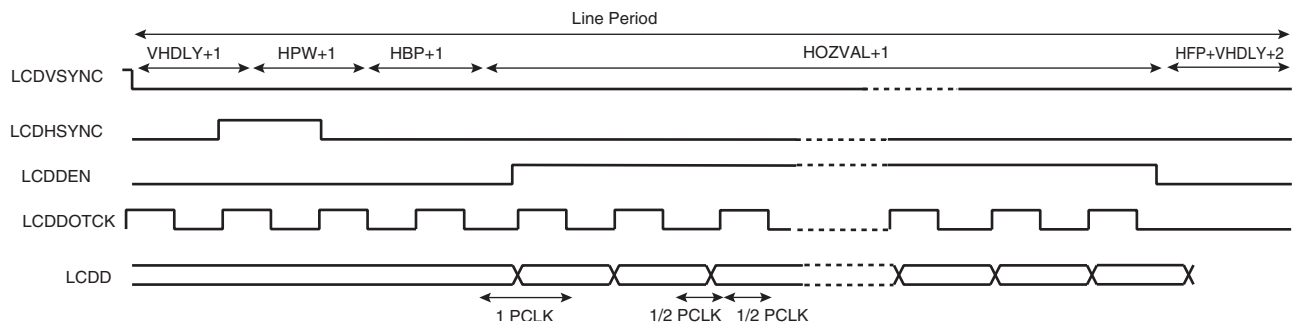 Line Period
VHDLY+1 HPW+1 HBP+1 HOZVAL+1 HFP+VHDLY+2
LCDVSYNC
LCDHSYNC
LCDDEN
LCDDOTCK
LCDD
1 PCLK 1/2 PCLK 1/2 PCLK